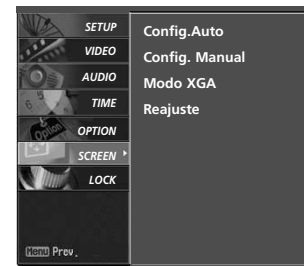 SETUP
VIDEO
AUDIO
TIME
OPTION
SCREEN
LOCK
Menu Prev.
Config.Auto
Config. Manual
Modo XGA
Reajuste